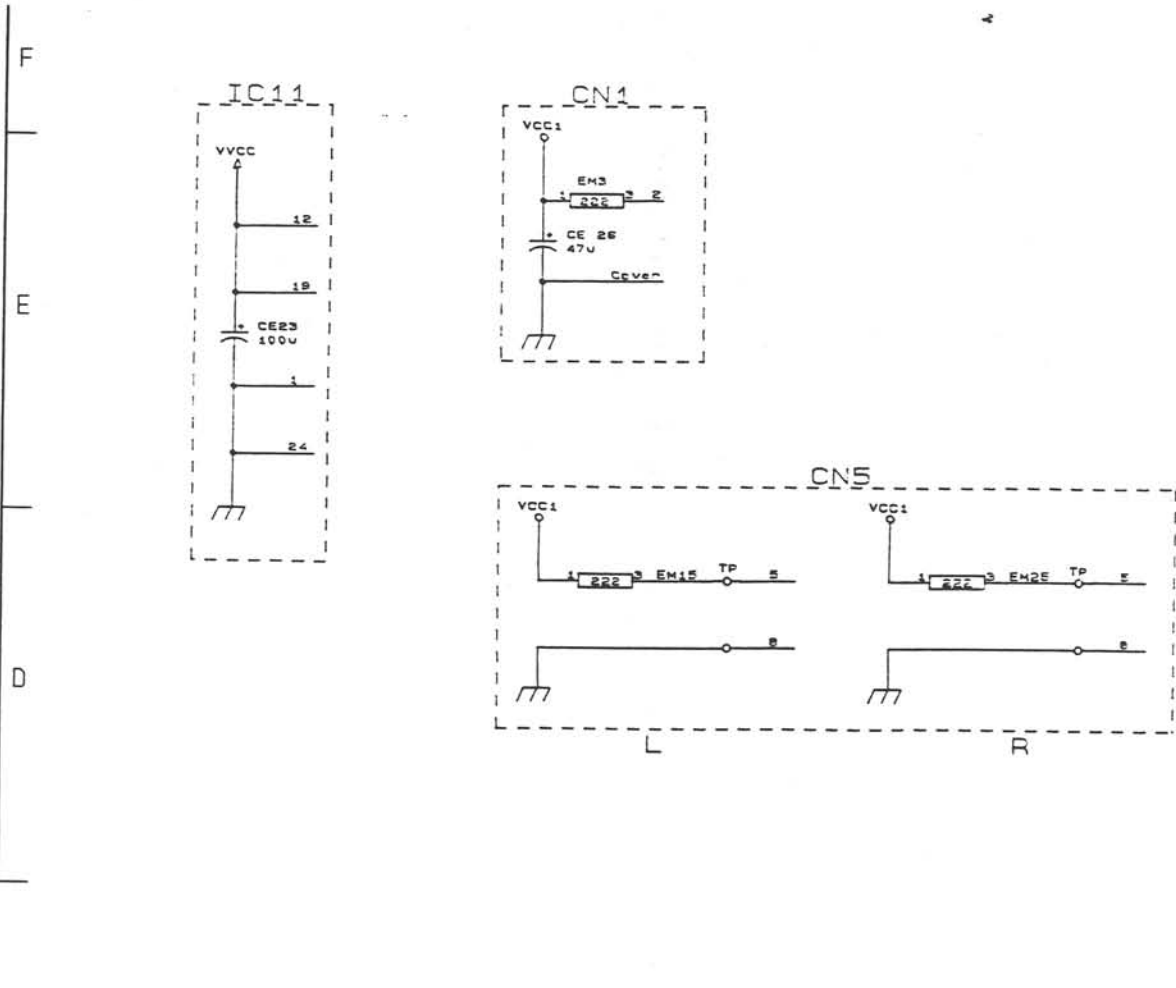 F
IC11
CN1
VCC1
VVCC
EM3
1 222 3 2
12
+ CE 26
47u
Cover
19
E
+ CE23
100u
1
24
CN5
VCC1
VCC1
1 222 3 EM15 TP 5
1 222 3 EM25 TP 5
8
8
D
L
R